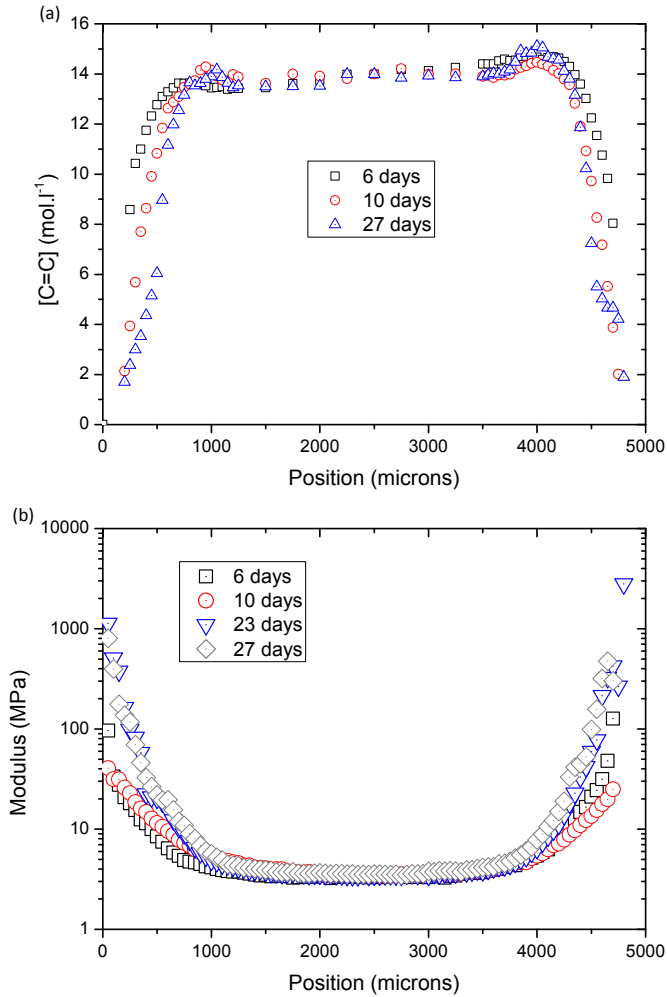 (a)
16
14
12
10
8
6
4
2
0
[C=C] (mol.l⁻¹)
6 days
10 days
27 days
0 1000 2000 3000 4000 5000
Position (microns)
(b)
10000
1000
100
10
1
Modulus (MPa)
6 days
10 days
23 days
27 days
0 1000 2000 3000 4000 5000
Position (microns)